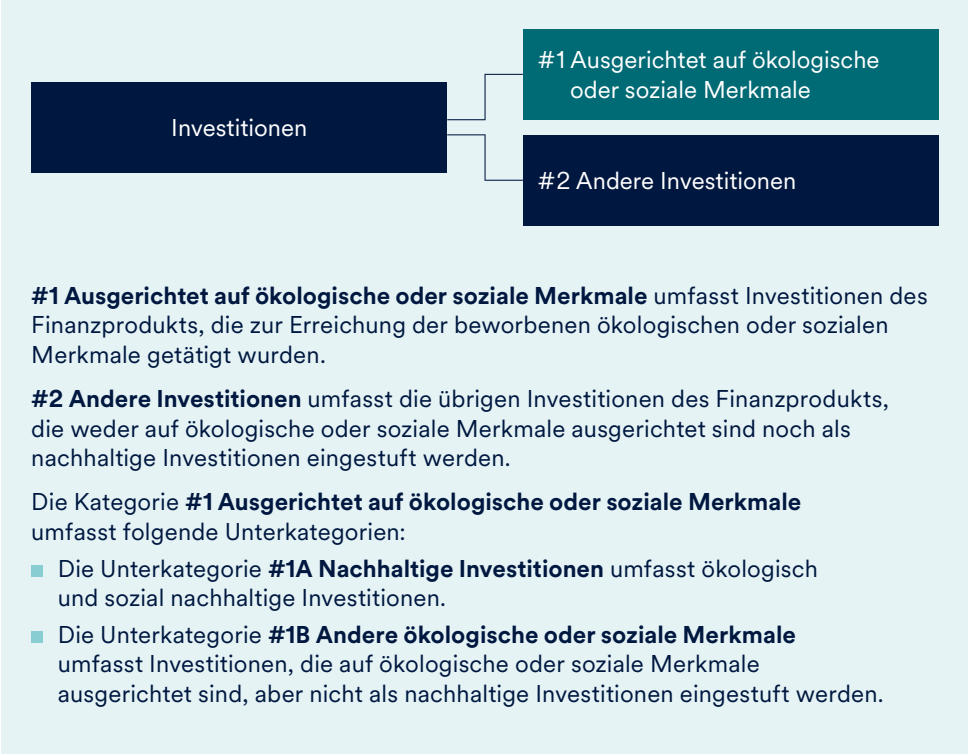 #1 Ausgerichtet auf ökologische
oder soziale Merkmale
Investitionen
#2 Andere Investitionen
#1 Ausgerichtet auf ökologische oder soziale Merkmale umfasst Investitionen des
Finanzprodukts, die zur Erreichung der beworbenen ökologischen oder sozialen
Merkmale getätigt wurden.
#2 Andere Investitionen umfasst die übrigen Investitionen des Finanzprodukts,
die weder auf ökologische oder soziale Merkmale ausgerichtet sind noch als
nachhaltige Investitionen eingestuft werden.
Die Kategorie #1 Ausgerichtet auf ökologische oder soziale Merkmale
umfasst folgende Unterkategorien:
Die Unterkategorie #1A Nachhaltige Investitionen umfasst ökologisch
und sozial nachhaltige Investitionen.
Die Unterkategorie #1B Andere ökologische oder soziale Merkmale
umfasst Investitionen, die auf ökologische oder soziale Merkmale
ausgerichtet sind, aber nicht als nachhaltige Investitionen eingestuft werden.